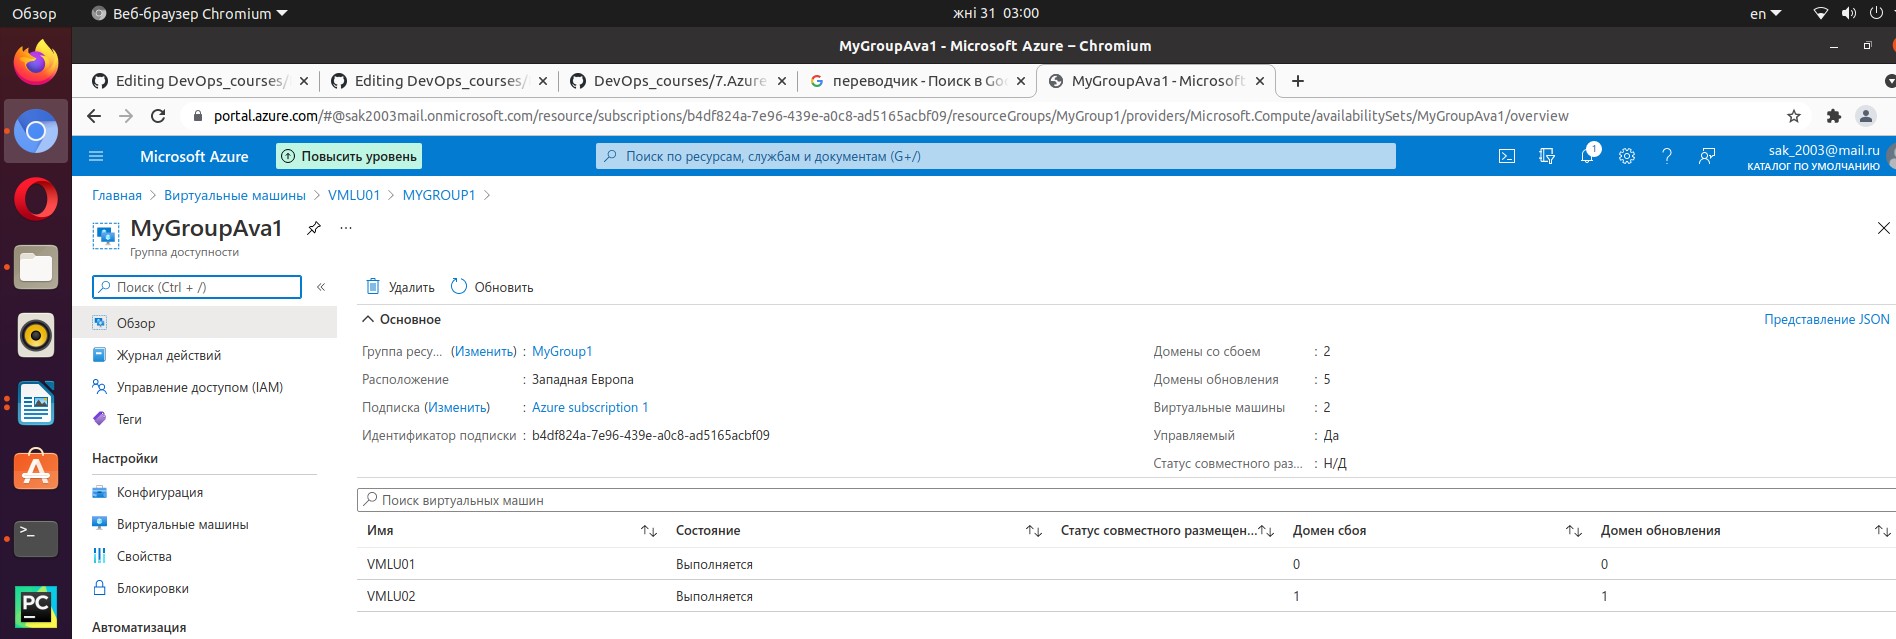 Обзор Веб-браузер Chromium жні 31 03:00 en
MyGroupAva1 - Microsoft Azure – Chromium
Editing DevOps_courses/ Editing DevOps_courses/ DevOps_courses/7.Azure переводчик - Поиск в Goo MyGroupAva1 - Microsoft
portal.azure.com/#@sak2003mail.onmicrosoft.com/resource/subscriptions/b4df824a-7e96-439e-a0c8-ad5165acbf09/resourceGroups/MyGroup1/providers/Microsoft.Compute/availabilitySets/MyGroupAva1/overview
Microsoft Azure Повысить уровень Поиск по ресурсам, службам и документам (G+/) 1 sak_2003@mail.ru
КАТАЛОГ ПО УМОЛЧАНИЮ
Главная > Виртуальные машины > VMLU01 > MYGROUP1 >
MyGroupAva1 ...
Группа доступности
Поиск (Ctrl + /) «
Удалить Обновить
Обзор
Журнал действий
Управление доступом (IAM)
Теги
Настройки
Конфигурация
Виртуальные машины
Свойства
Блокировки
Автоматизация
Основное Представление JSON
Группа ресу... (Изменить) : MyGroup1
Расположение : Западная Европа
Подписка (Изменить) : Azure subscription 1
Идентификатор подписки : b4df824a-7e96-439e-a0c8-ad5165acbf09
Домены со сбоем : 2
Домены обновления : 5
Виртуальные машины : 2
Управляемый : Да
Статус совместного раз... : Н/Д
Поиск виртуальных машин
Имя Состояние Статус совместного размещен... Домен сбоя Домен обновления
VMLU01 Выполняется 0 0
VMLU02 Выполняется 1 1
>_
PC